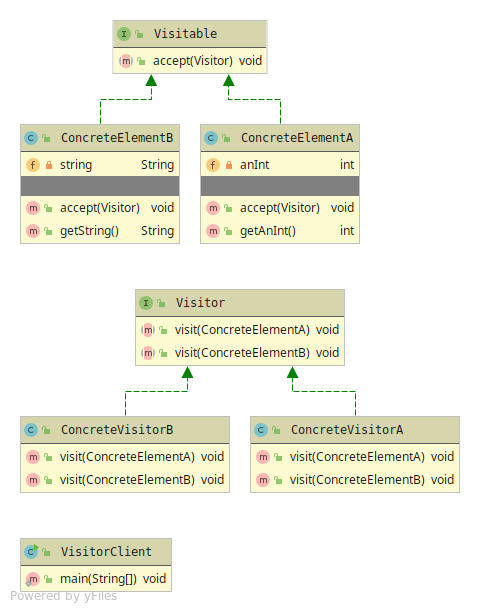 I Visitable
m accept(Visitor) void
C ConcreteElementB
f string String
m accept(Visitor) void
m getString() String
C ConcreteElementA
f anInt int
m accept(Visitor) void
m getAnInt() int
I Visitor
m visit(ConcreteElementA) void
m visit(ConcreteElementB) void
C ConcreteVisitorB
m visit(ConcreteElementA) void
m visit(ConcreteElementB) void
C ConcreteVisitorA
m visit(ConcreteElementA) void
m visit(ConcreteElementB) void
C VisitorClient
m main(String[]) void
Powered by yFiles